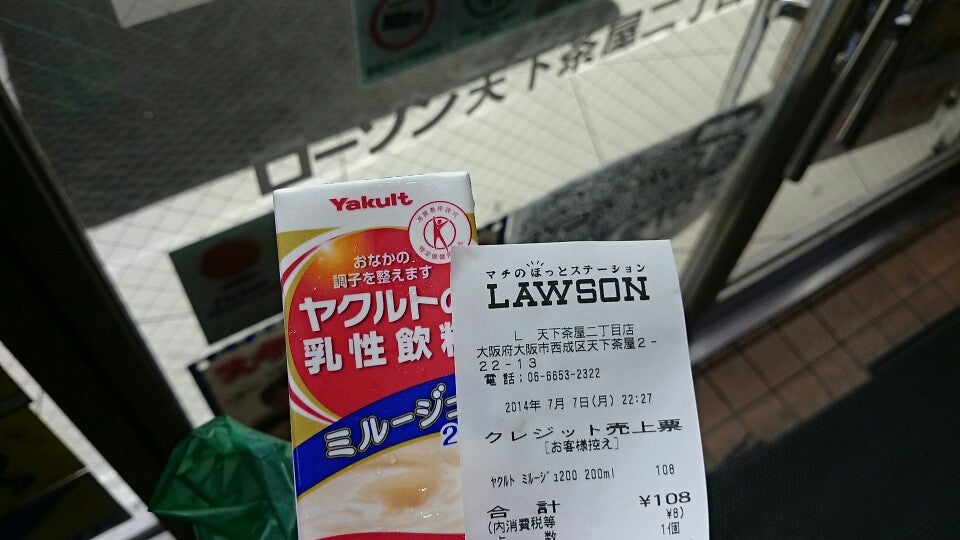 ローソン天下茶屋二丁目
Yakult
おなかの
調子を整えます
ヤクルトの
乳性飲料
ミルージュ
2
マチのほっとステーション
LAWSON
L 天下茶屋二丁目店
大阪府大阪市西成区天下茶屋2-
22-13
電話:06-6653-2322
2014年 7月 7日(月) 22:27
クレジット売上票
[お客様控え]
ヤクルト ミルージュ200 200ml 108
合計 ¥108
(内消費税等 ¥8)
点 数 1個